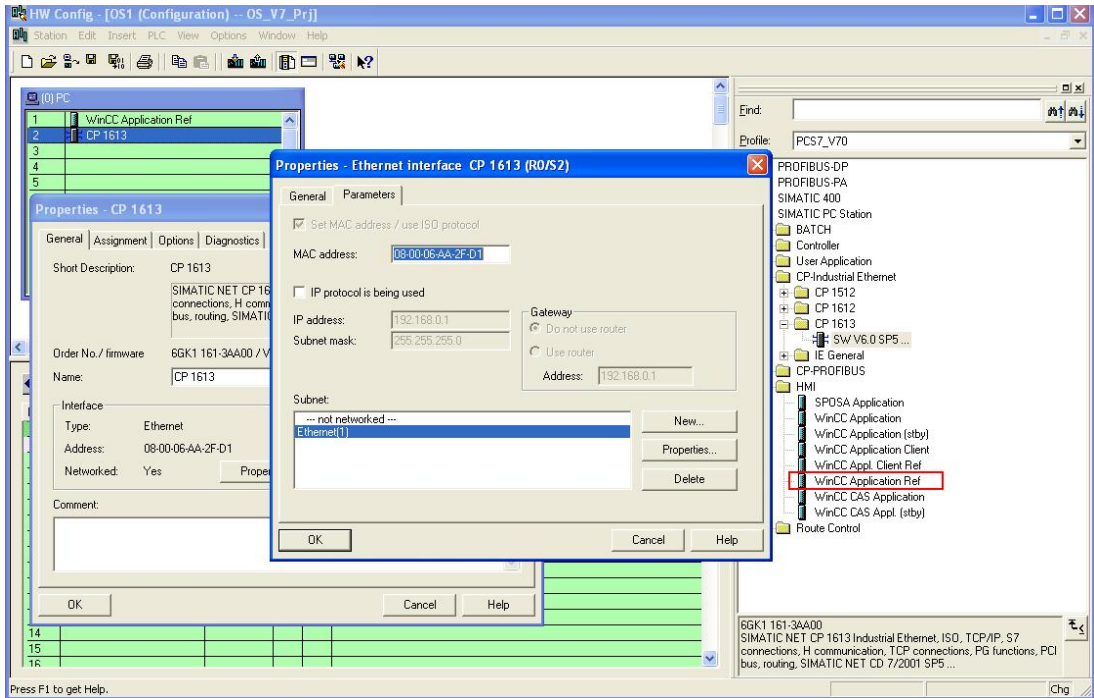 HW Config - [OS1 (Configuration) -- OS_V7_Prj]
Station Edit Insert PLC View Options Window Help
(0) PC
1 WinCC Application Ref
2 CP 1613
3
4
5
Properties - CP 1613
General Assignment Options Diagnostics
Short Description: CP 1613
SIMATIC NET CP 16
connections, H comm
bus, routing, SIMATI
Order No./ firmware 6GK1 161-3AA00 / V
Name: CP 1613
Interface
Type: Ethernet
Address: 08-00-06-AA-2F-D1
Networked: Yes Proper
Comment:
OK Cancel Help
14
15
16
Properties - Ethernet interface CP 1613 (R0/S2)
General Parameters
Set MAC address / use ISO protocol
MAC address: 08-00-06-AA-2F-D1
IP protocol is being used
IP address: 192.168.0.1
Subnet mask: 255.255.255.0
Gateway
Do not use router
Use router
Address: 192.168.0.1
Subnet:
--- not networked ---
Ethernet(1)
New...
Properties...
Delete
OK Cancel Help
Find:
Profile: PCS7_V70
PROFIBUS-DP
PROFIBUS-PA
SIMATIC 400
SIMATIC PC Station
BATCH
Controller
User Application
CP-Industrial Ethernet
CP 1512
CP 1612
CP 1613
SW V6.0 SP5 ...
IE General
CP-PROFIBUS
HMI
SPOSA Application
WinCC Application
WinCC Application (stby)
WinCC Application Client
WinCC Appl. Client Ref
WinCC Application Ref
WinCC CAS Application
WinCC CAS Appl. (stby)
Route Control
6GK1 161-3AA00
SIMATIC NET CP 1613 Industrial Ethernet, ISO, TCP/IP, S7
connections, H communication, TCP connections, PG functions, PCI
bus, routing, SIMATIC NET CD 7/2001 SP5 ...
Press F1 to get Help.
Chg